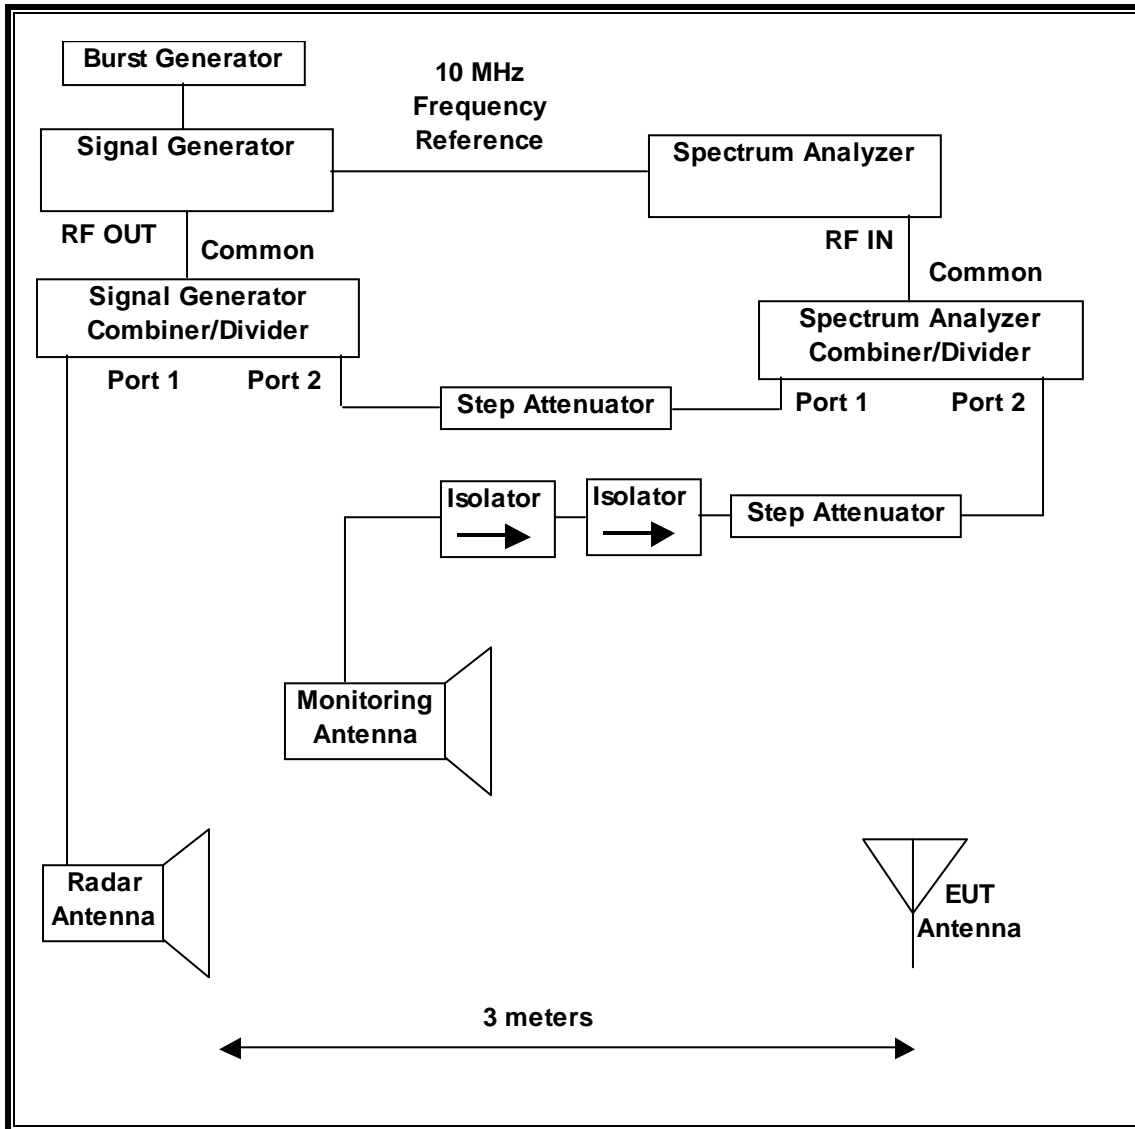 Burst Generator
10 MHz
Frequency
Reference
Signal Generator
Spectrum Analyzer
RF OUT
Common
RF IN
Common
Signal Generator
Combiner/Divider
Spectrum Analyzer
Combiner/Divider
Port 1
Port 2
Step Attenuator
Port 1
Port 2
Isolator
Isolator
Step Attenuator
Monitoring
Antenna
Radar
Antenna
EUT
Antenna
3 meters